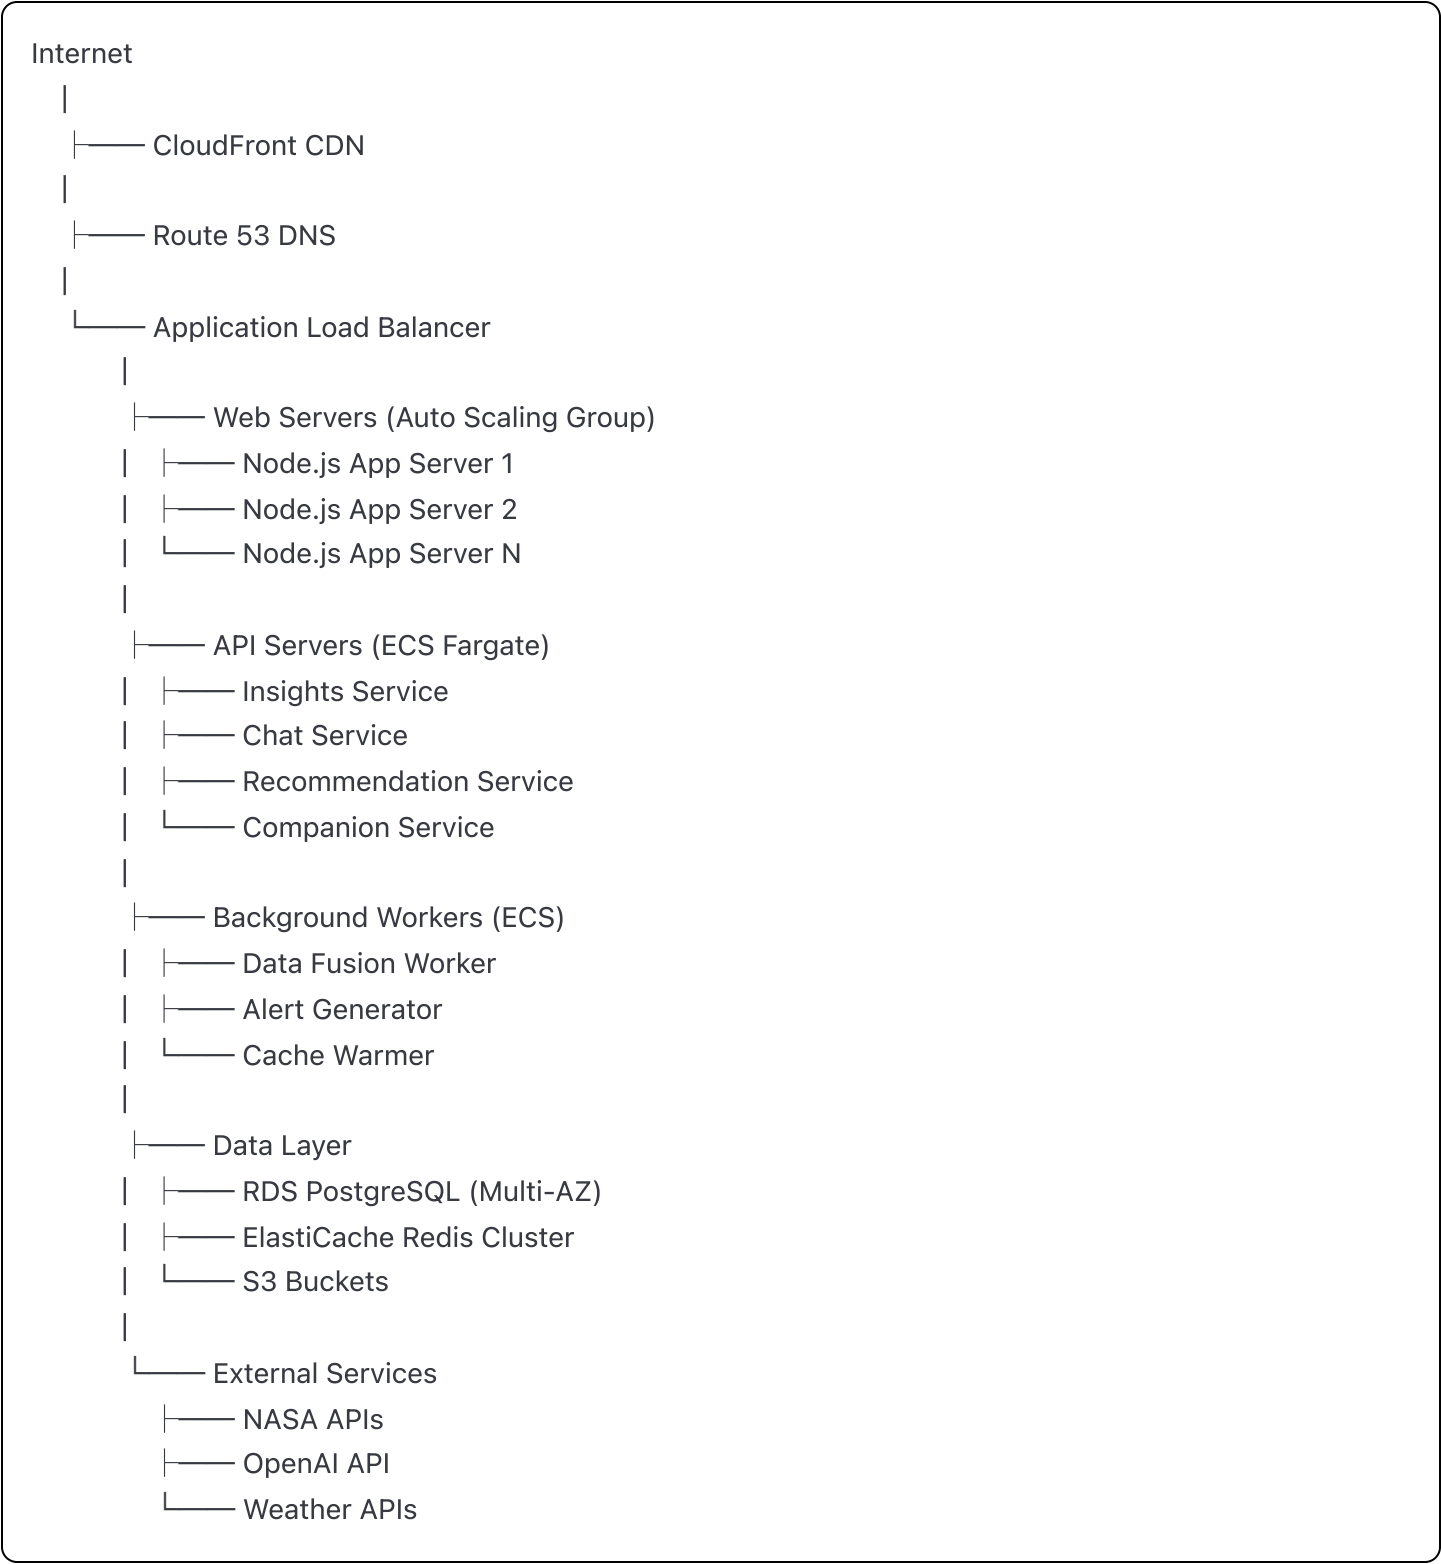 Internet
CloudFront CDN
Route 53 DNS
Application Load Balancer
Web Servers (Auto Scaling Group)
Node.js App Server 1
Node.js App Server 2
Node.js App Server N
API Servers (ECS Fargate)
Insights Service
Chat Service
Recommendation Service
Companion Service
Background Workers (ECS)
Data Fusion Worker
Alert Generator
Cache Warmer
Data Layer
RDS PostgreSQL (Multi-AZ)
ElastiCache Redis Cluster
S3 Buckets
External Services
NASA APIs
OpenAI API
Weather APIs